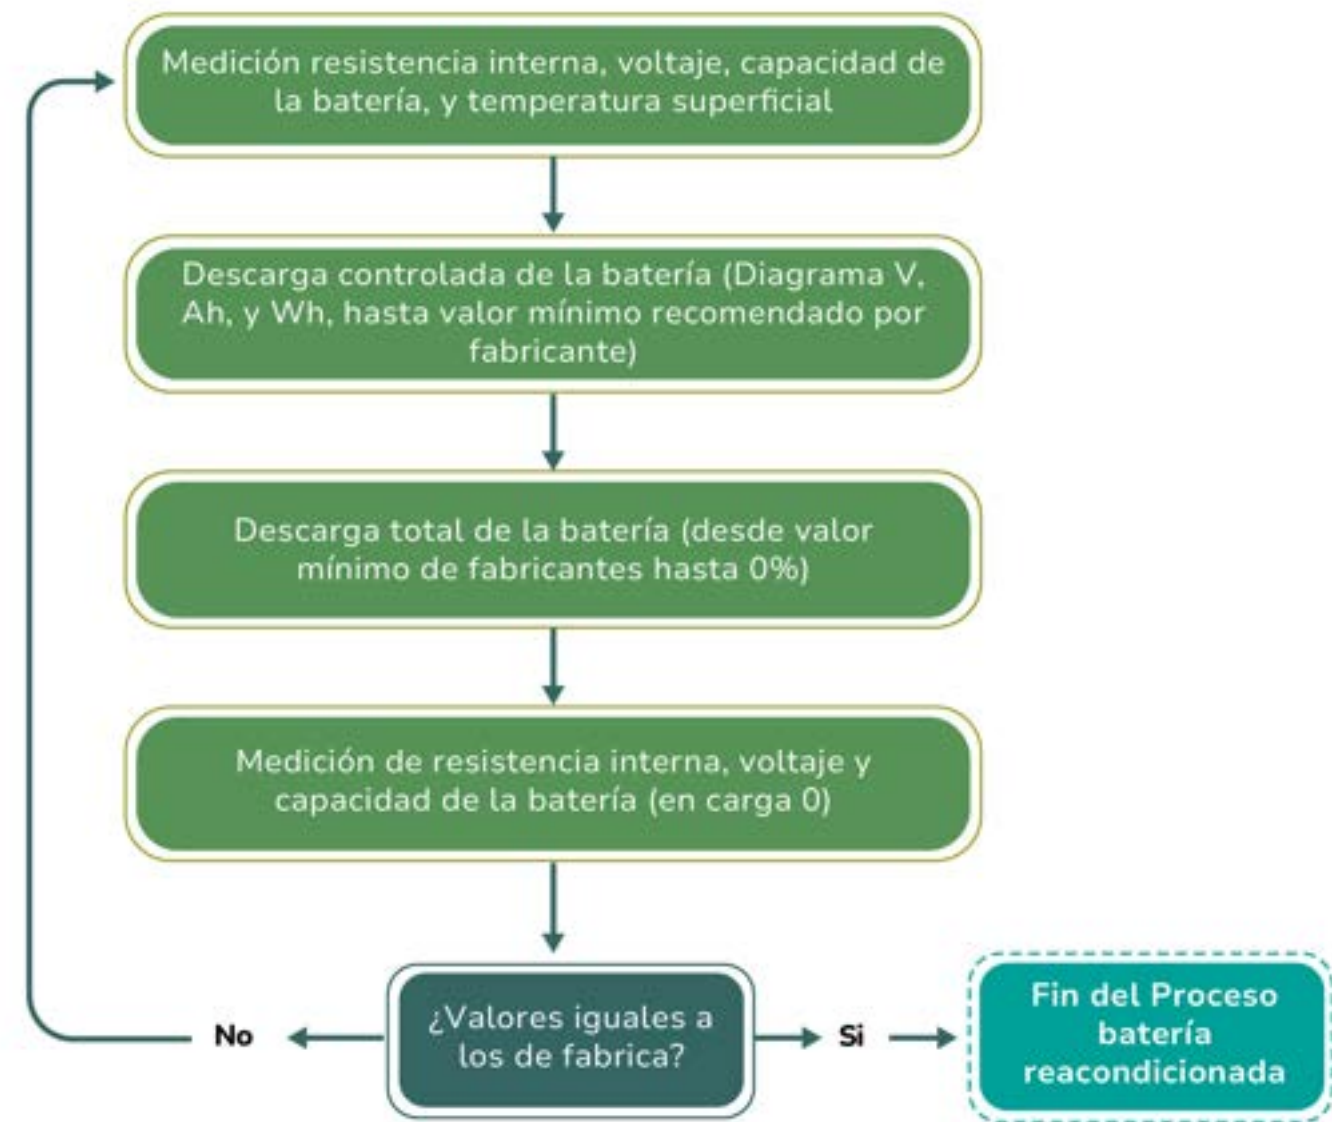 Medición resistencia interna, voltaje, capacidad de
la batería, y temperatura superficial
Descarga controlada de la batería (Diagrama V,
Ah, y Wh, hasta valor mínimo recomendado por
fabricante)
Descarga total de la batería (desde valor
mínimo de fabricantes hasta 0%)
Medición de resistencia interna, voltaje y
capacidad de la batería (en carga 0)
¿Valores iguales a
los de fabrica?
No
Si
Fin del Proceso
batería
reacondicionada